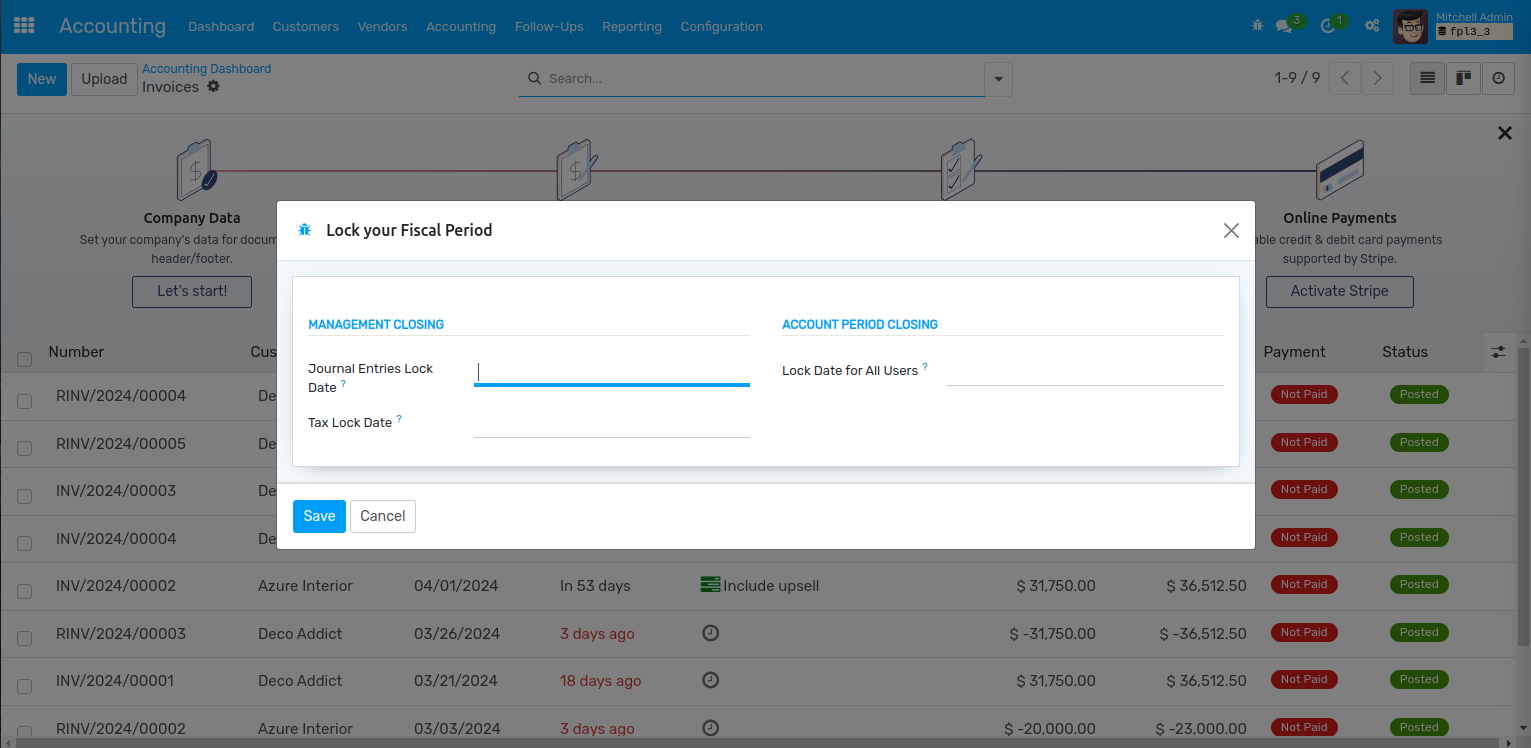 Accounting Dashboard Customers Vendors Accounting Follow-Ups Reporting Configuration 3 1 Mitchell Admin
fpl3_3
New Upload Accounting Dashboard
Invoices
Search...
1-9 / 9
Company Data
Set your company's data for docum
header/footer.
Let's start!
Online Payments
able credit & debit card payments
supported by Stripe.
Activate Stripe
Lock your Fiscal Period
MANAGEMENT CLOSING
Journal Entries Lock
Date ?
Tax Lock Date ?
ACCOUNT PERIOD CLOSING
Lock Date for All Users ?
Save Cancel
Number Cus Payment Status
RINV/2024/00004 De Not Paid Posted
RINV/2024/00005 De Not Paid Posted
INV/2024/00003 De Not Paid Posted
INV/2024/00004 De Not Paid Posted
INV/2024/00002 Azure Interior 04/01/2024 In 53 days Include upsell $ 31,750.00 $ 36,512.50 Not Paid Posted
RINV/2024/00003 Deco Addict 03/26/2024 3 days ago $ -31,750.00 $ -36,512.50 Not Paid Posted
INV/2024/00001 Deco Addict 03/21/2024 18 days ago $ 31,750.00 $ 36,512.50 Not Paid Posted
RINV/2024/00002 Azure Interior 03/03/2024 3 days ago $ -20,000.00 $ -23,000.00 Not Paid Posted